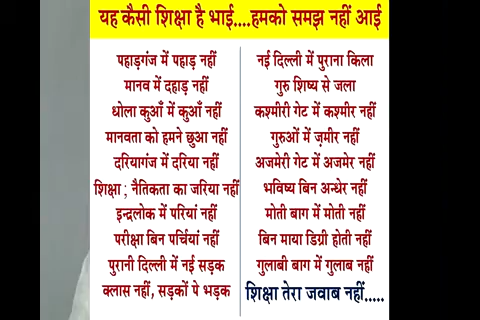 यह कैसी शिक्षा है भाई....हमको समझ नहीं आई
पहाड़गंज में पहाड़ नहीं
मानव में दहाड़ नहीं
धोला कुआँ में कुआँ नहीं
मानवता को हमने छुआ नहीं
दरियागंज में दरिया नहीं
शिक्षा ; नैतिकता का जरिया नहीं
इन्द्रलोक में परियां नहीं
परीक्षा बिन पर्चियां नहीं
पुरानी दिल्ली में नई सड़क
क्लास नहीं, सड़कों पे भड़क
नई दिल्ली में पुराना किला
गुरु शिष्य से जला
कश्मीरी गेट में कश्मीर नहीं
गुरुओं में ज़मीर नहीं
अजमेरी गेट में अजमेर नहीं
भविष्य बिन अन्धेर नहीं
मोती बाग में मोती नहीं
बिन माया डिग्री होती नहीं
गुलाबी बाग में गुलाब नहीं
शिक्षा तेरा जवाब नहीं.....